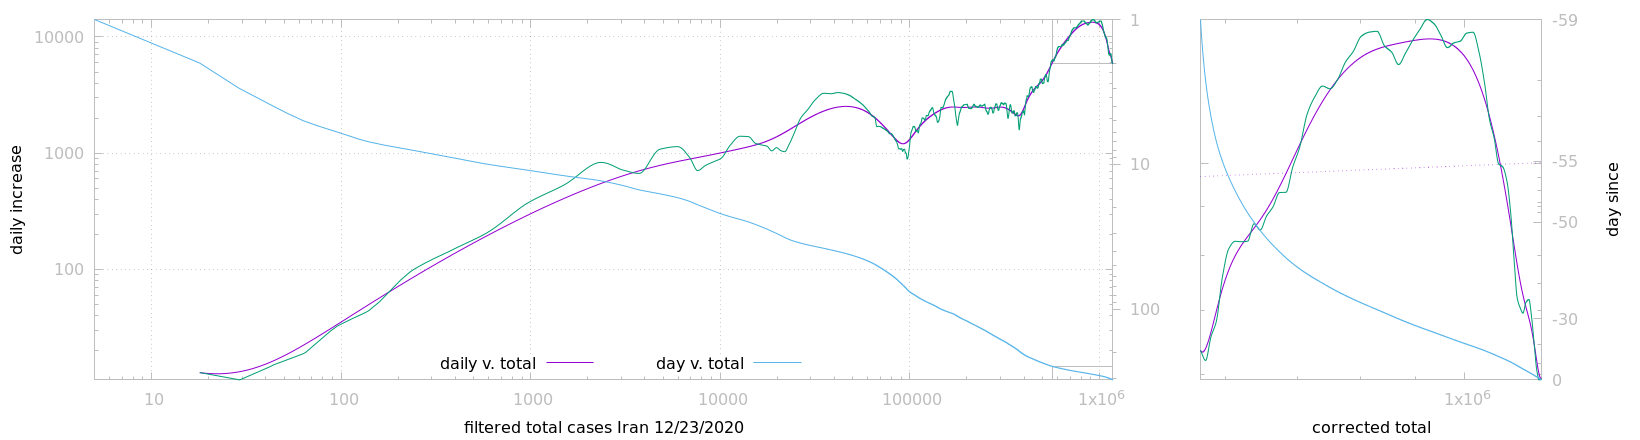 daily increase
10000
1000
100
10
100
1000
10000
100000
1x10^6
1
10
100
daily v. total
day v. total
filtered total cases Iran 12/23/2020
-59
-55
-50
-30
0
day since
1x10^6
corrected total